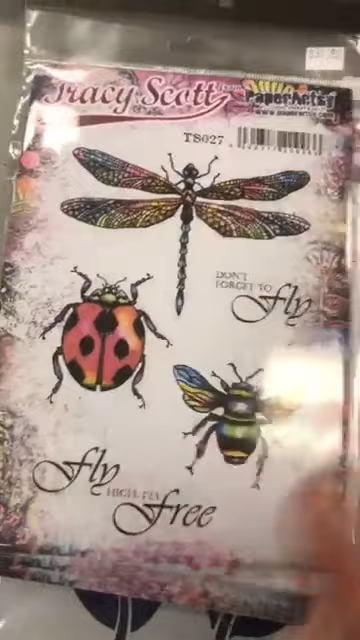 Tracy Scott
PaperArtsy
TS027
DON'T
FORGET TO
Fly
Fly
HIGH, FLY
Free